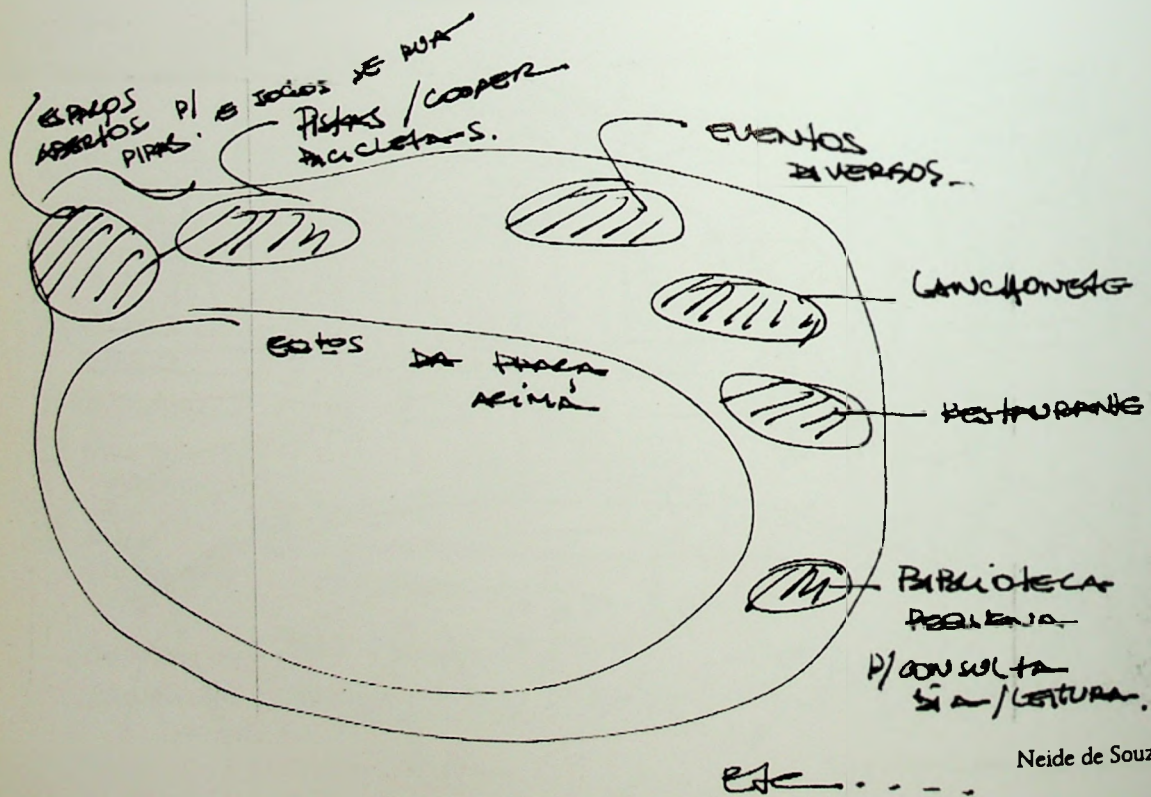 ESPAÇOS
ABERTOS P/ E JOGOS DE RUA
PIPAS.
PISTAS / COOPER
BICICLETAS.
EVENTOS
DIVERSOS
LANCHONETE
DA PRAÇA
ACIMA
RESTAURANTE
BIBLIOTECA
PEQUENA
P/ CONSULTA
DIA / LEITURA.
Neide de Souz
ETC.....